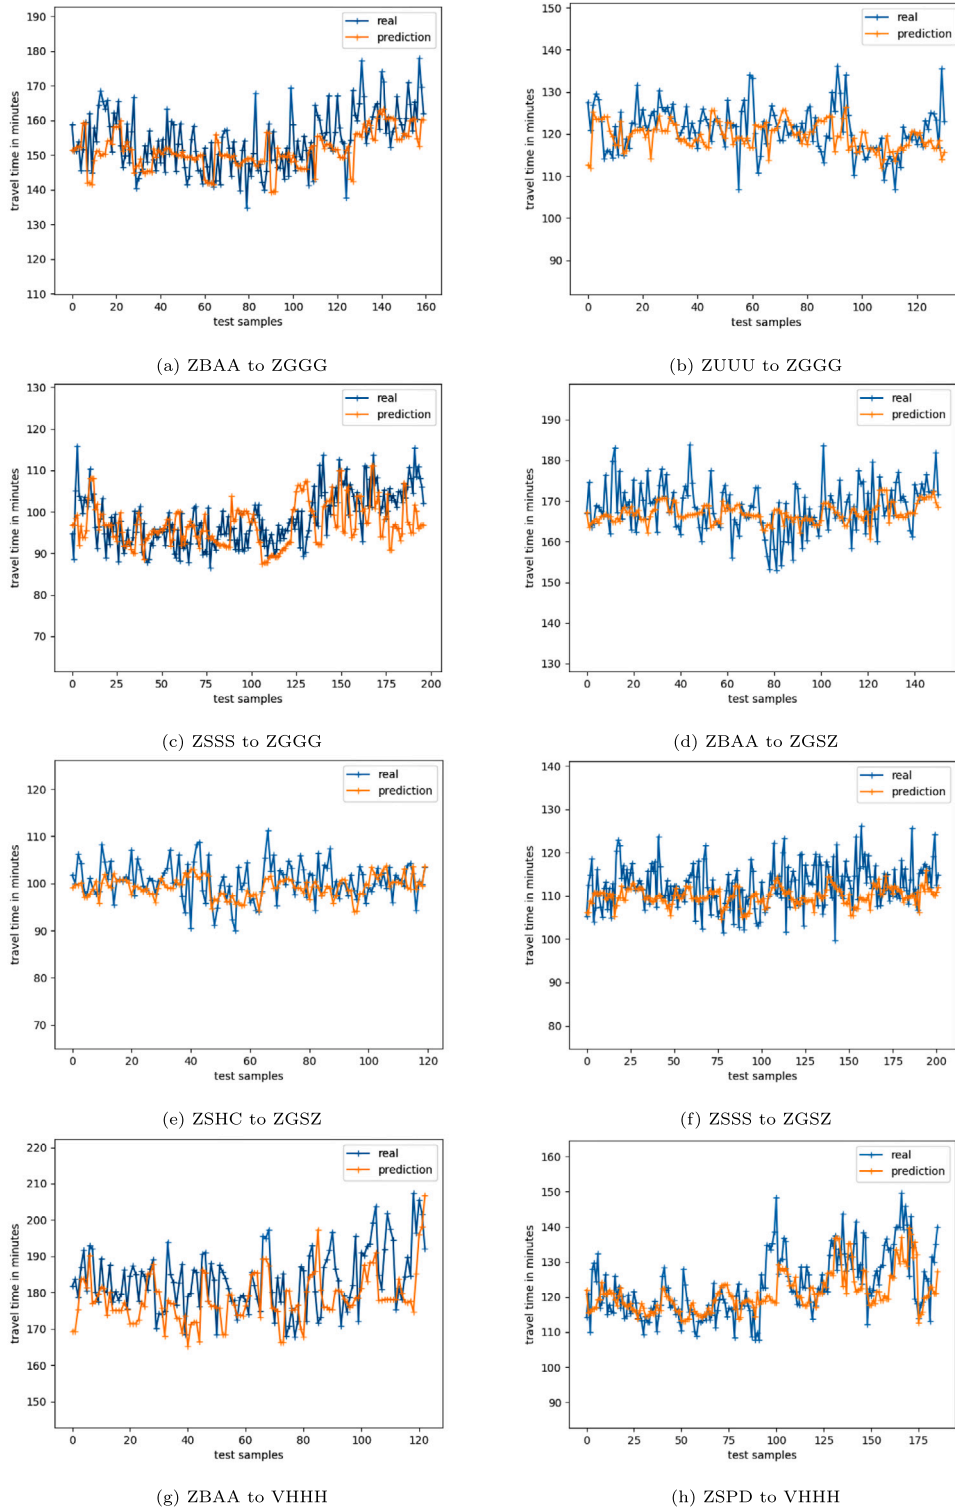 190
180
170
160
150
140
130
120
110
travel time in minutes
real
prediction
0 20 40 60 80 100 120 140 160
test samples
(a) ZBAA to ZGGG
150
140
130
120
110
100
90
travel time in minutes
real
prediction
0 20 40 60 80 100 120
test samples
(b) ZUUU to ZGGG
130
120
110
100
90
80
70
travel time in minutes
real
prediction
0 25 50 75 100 125 150 175 200
test samples
(c) ZSSS to ZGGG
190
180
170
160
150
140
130
travel time in minutes
real
prediction
0 20 40 60 80 100 120 140
test samples
(d) ZBAA to ZGSZ
120
110
100
90
80
70
travel time in minutes
real
prediction
0 20 40 60 80 100 120
test samples
(e) ZSHC to ZGSZ
140
130
120
110
100
90
80
travel time in minutes
real
prediction
0 25 50 75 100 125 150 175 200
test samples
(f) ZSSS to ZGSZ
220
210
200
190
180
170
160
150
travel time in minutes
real
prediction
0 20 40 60 80 100 120
test samples
(g) ZBAA to VHHH
160
150
140
130
120
110
100
90
travel time in minutes
real
prediction
0 25 50 75 100 125 150 175
test samples
(h) ZSPD to VHHH